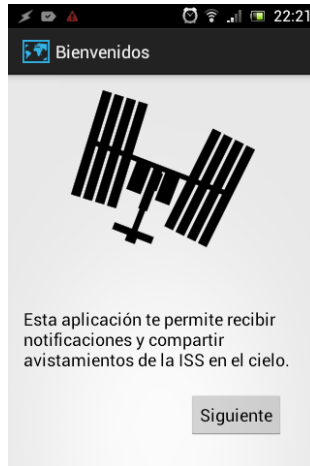 22:21
Bienvenidos
Esta aplicación te permite recibir
notificaciones y compartir
avistamientos de la ISS en el cielo.
Siguiente